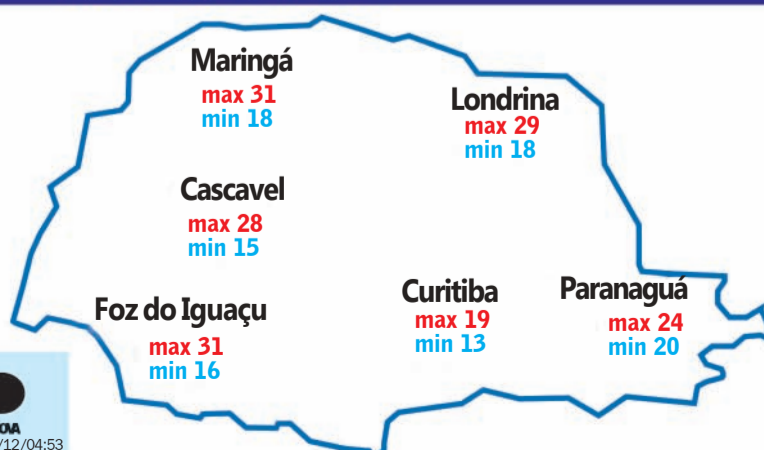 Maringá
max 31
min 18
Londrina
max 29
min 18
Cascavel
max 28
min 15
Foz do Iguaçu
max 31
min 16
Curitiba
max 19
min 13
Paranaguá
max 24
min 20
/12/04:53